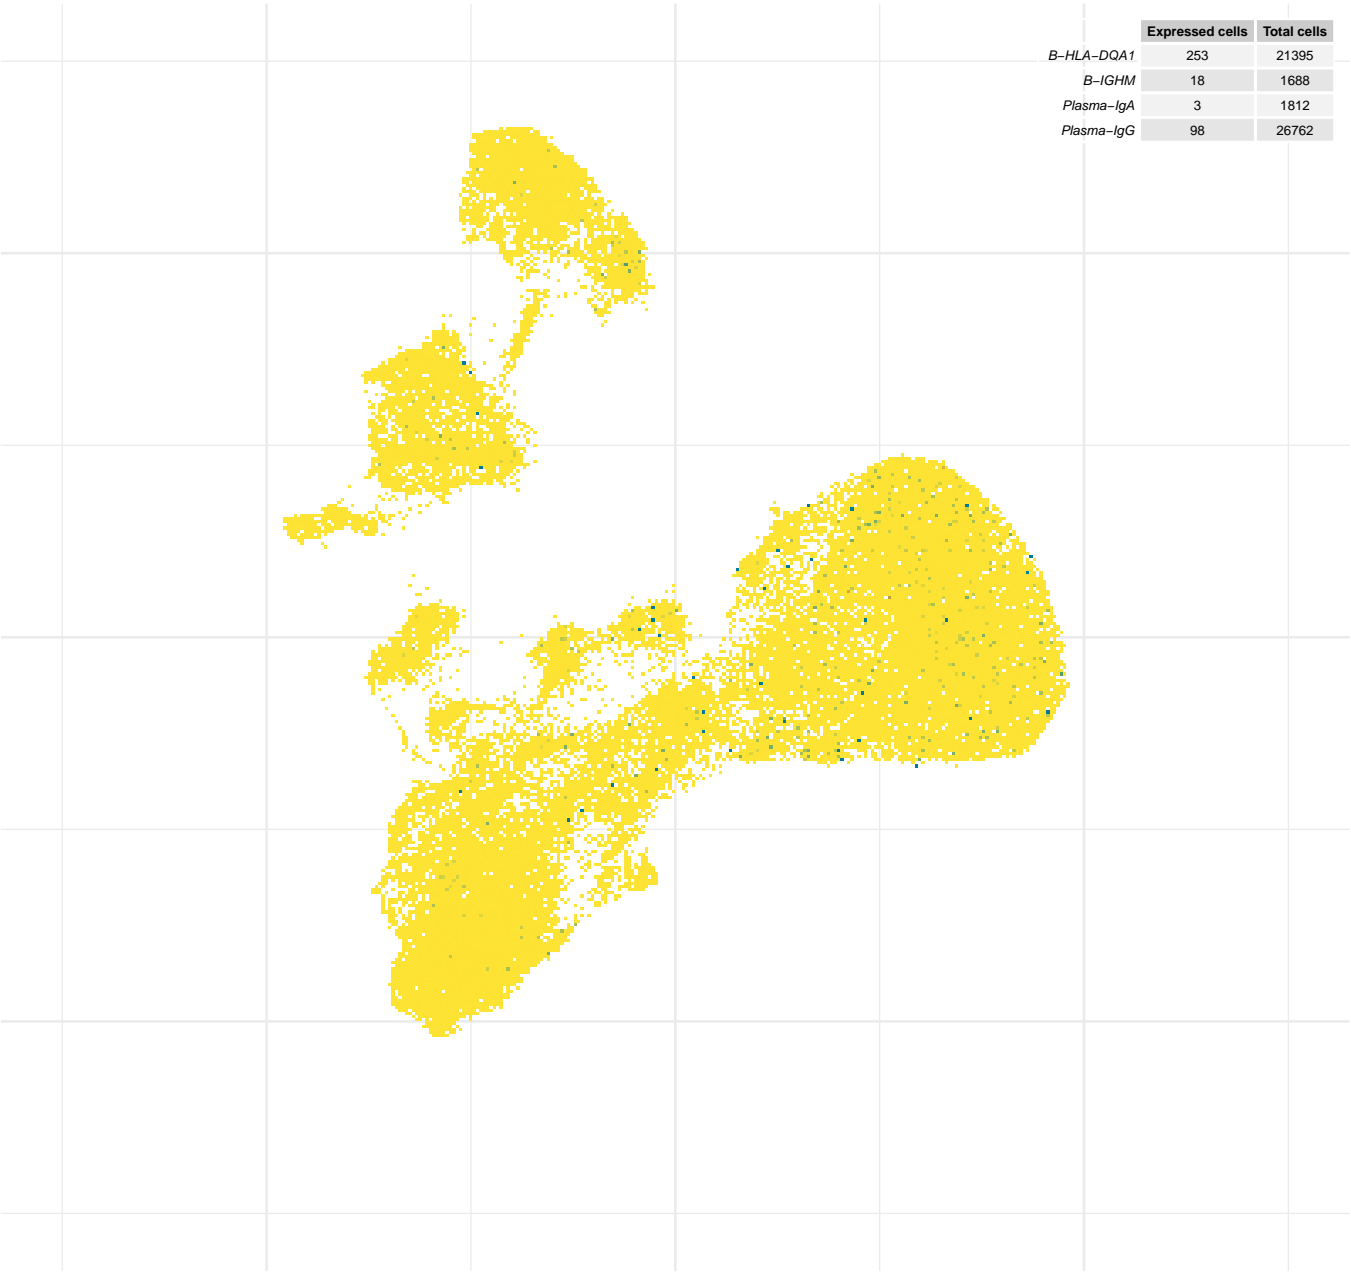 Expressed cells Total cells
B−HLA−DQA1 253 21395
B−IGHM 18 1688
Plasma−IgA 3 1812
Plasma−IgG 98 26762